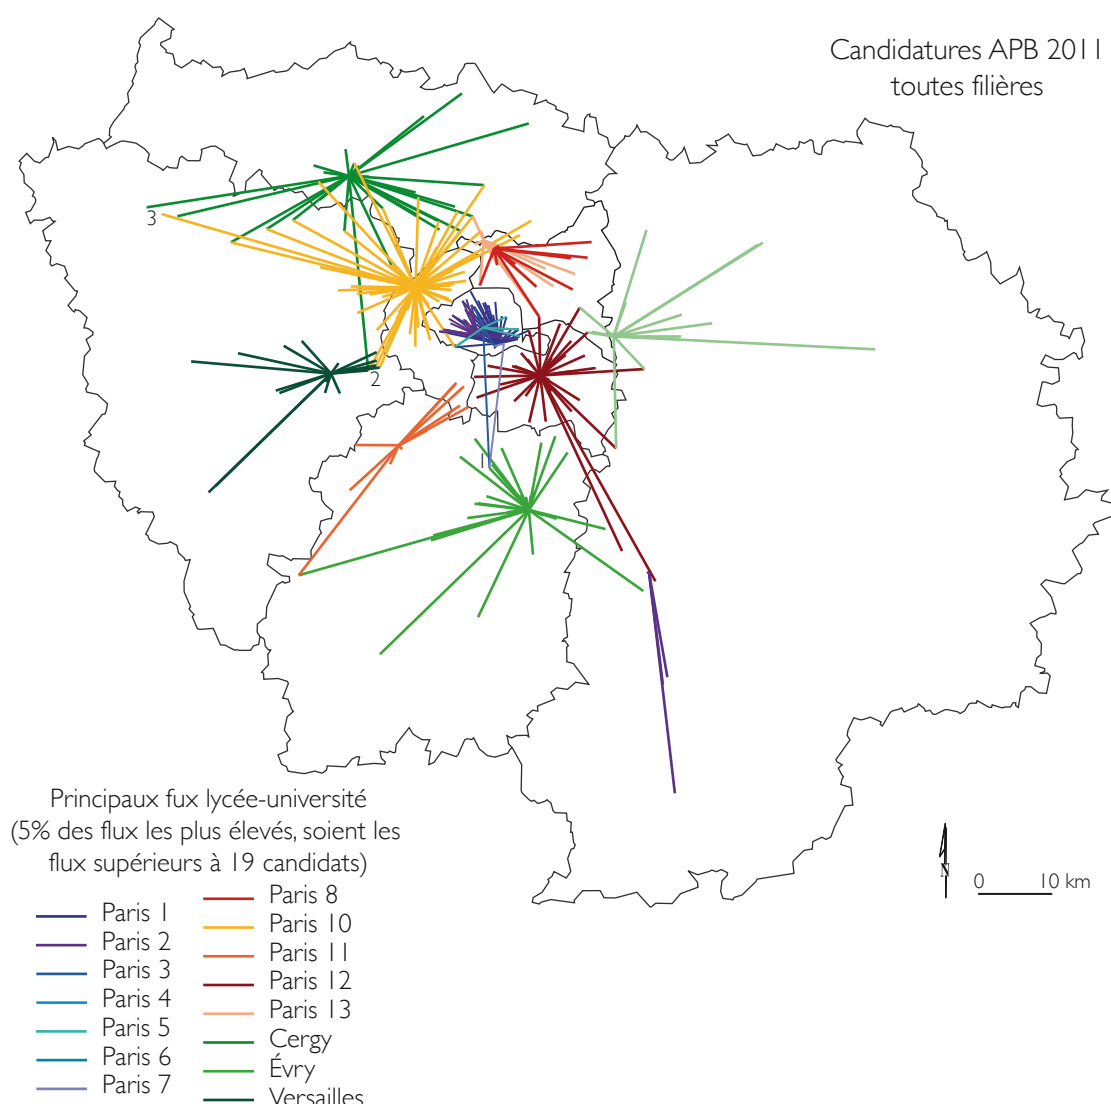 Candidatures APB 2011
toutes filières
3
2
1
Principaux fux lycée-université
(5% des flux les plus élevés, soient les
flux supérieurs à 19 candidats)
Paris 1
Paris 2
Paris 3
Paris 4
Paris 5
Paris 6
Paris 7
Paris 8
Paris 10
Paris 11
Paris 12
Paris 13
Cergy
Évry
Versailles
N
0 10 km